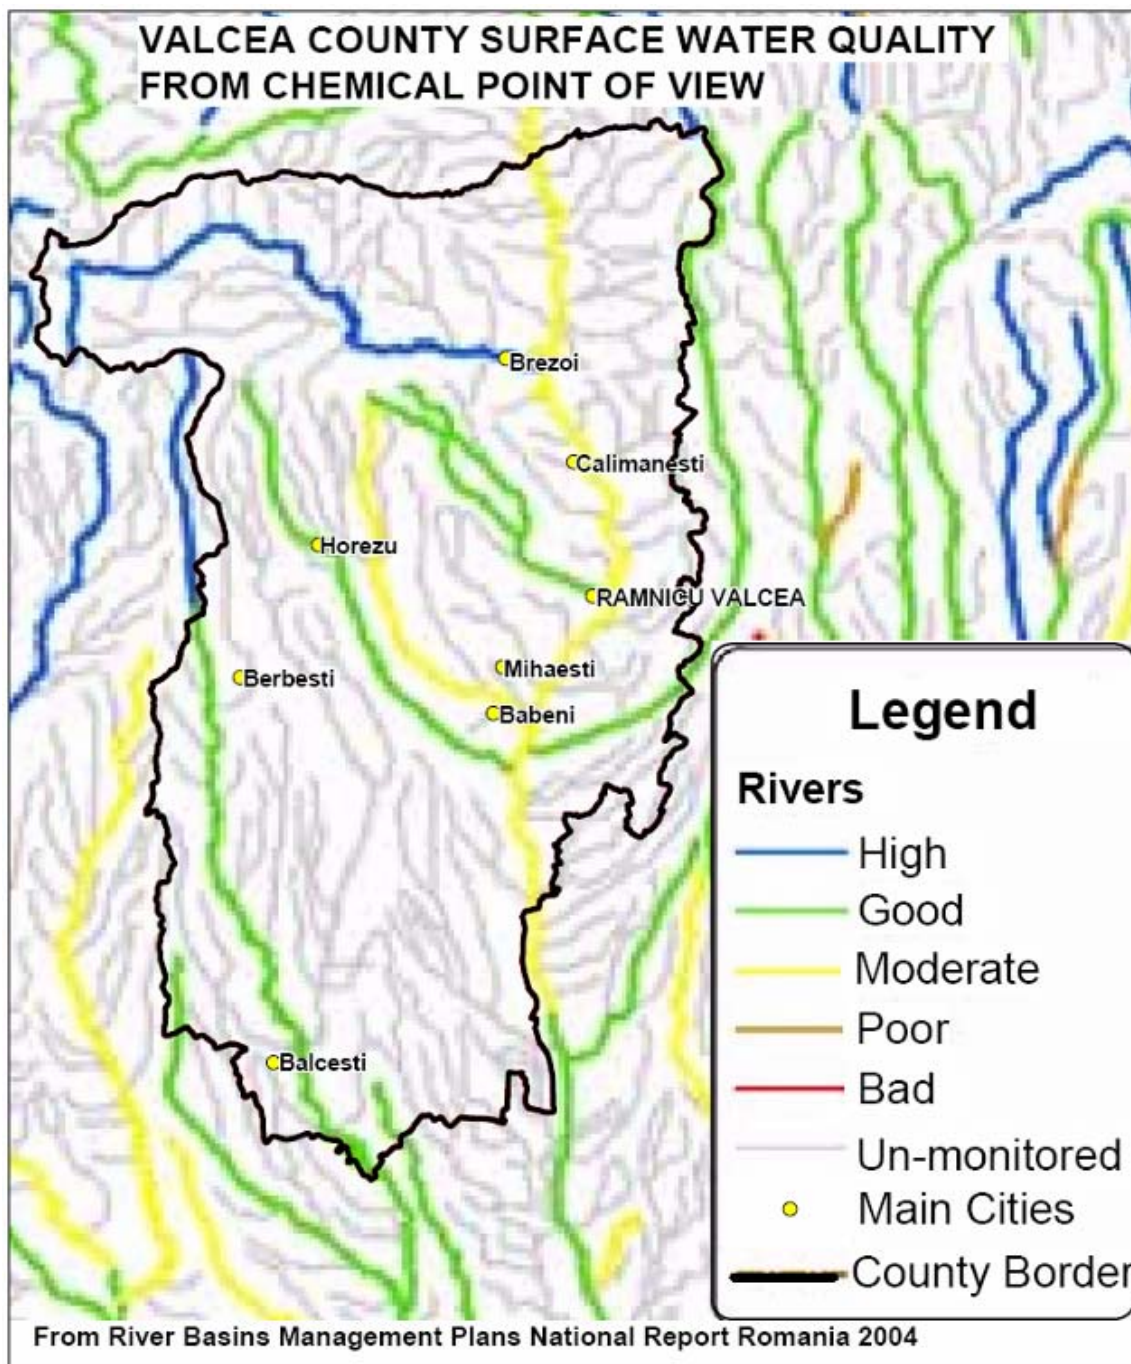 VALCEA COUNTY SURFACE WATER QUALITY
FROM CHEMICAL POINT OF VIEW
Brezoi
Calimanesti
Horezu
RAMNICU VALCEA
Mihaesti
Berbesti
Babeni
Balcesti
Legend
Rivers
High
Good
Moderate
Poor
Bad
Un-monitored
Main Cities
County Border
From River Basins Management Plans National Report Romania 2004